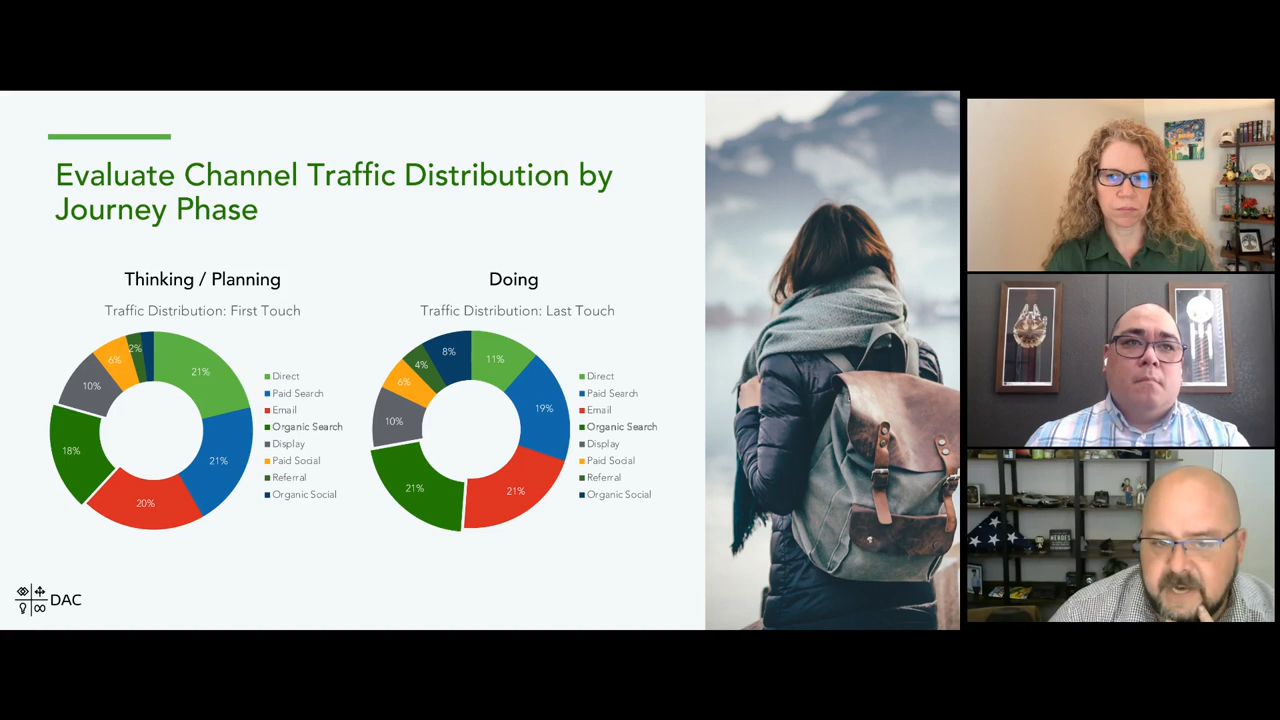 Evaluate Channel Traffic Distribution by
Journey Phase
Thinking / Planning
Traffic Distribution: First Touch
21%
21%
20%
18%
10%
6%
2%
Direct
Paid Search
Email
Organic Search
Display
Paid Social
Referral
Organic Social
Doing
Traffic Distribution: Last Touch
11%
19%
21%
21%
10%
6%
4%
8%
Direct
Paid Search
Email
Organic Search
Display
Paid Social
Referral
Organic Social
DAC
HEROES